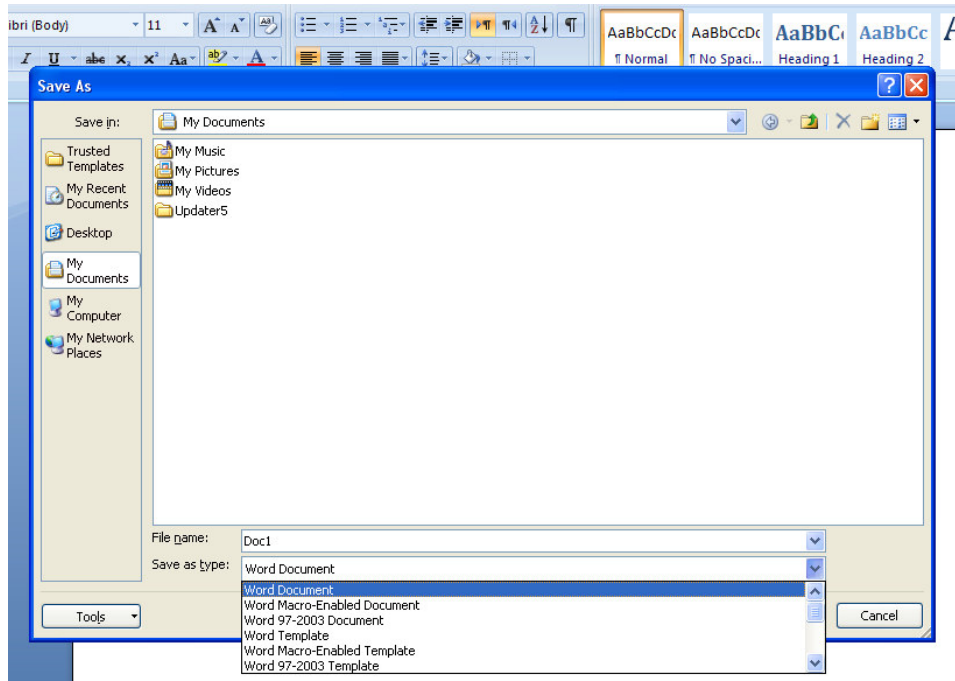 ibri (Body) 11
AaBbCcDc AaBbCcDc AaBbC AaBbCc
¶ Normal ¶ No Spaci... Heading 1 Heading 2
Save As
Save in: My Documents
Trusted Templates
My Recent Documents
Desktop
My Documents
My Computer
My Network Places
My Music
My Pictures
My Videos
Updater5
File name: Doc1
Save as type: Word Document
Word Document
Word Macro-Enabled Document
Word 97-2003 Document
Word Template
Word Macro-Enabled Template
Word 97-2003 Template
Tools
Cancel